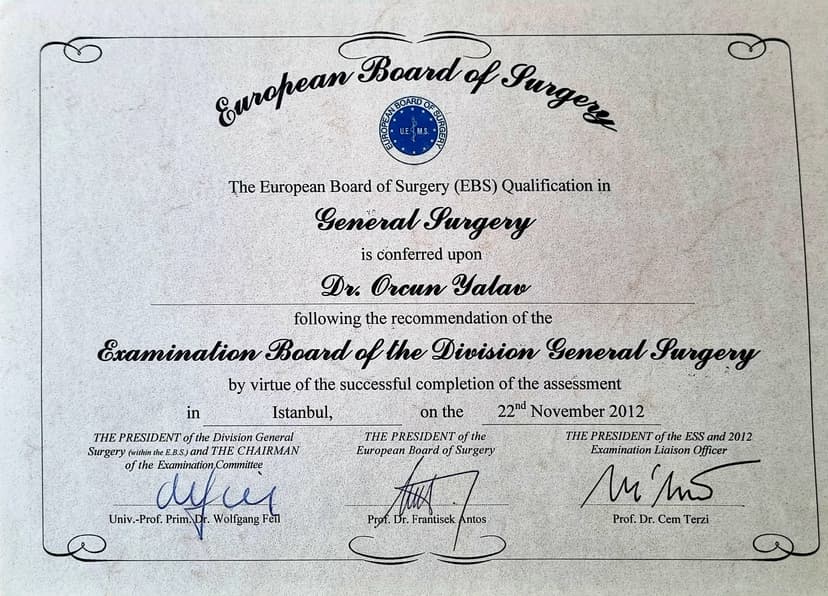 European Board of Surgery
EUROPEAN BOARD OF SURGERY
U.E.M.S.
The European Board of Surgery (EBS) Qualification in
General Surgery
is conferred upon
Dr. Orcun Yalav
following the recommendation of the
Examination Board of the Division General Surgery
by virtue of the successful completion of the assessment
in Istanbul, on the 22nd November 2012
THE PRESIDENT of the Division General
Surgery (within the E.B.S.) and THE CHAIRMAN
of the Examination Committee
Univ.-Prof. Prim. Dr. Wolfgang Feil
THE PRESIDENT of the
European Board of Surgery
Prof. Dr. Frantisek Antos
THE PRESIDENT of the ESS and 2012
Examination Liaison Officer
Prof. Dr. Cem Terzi